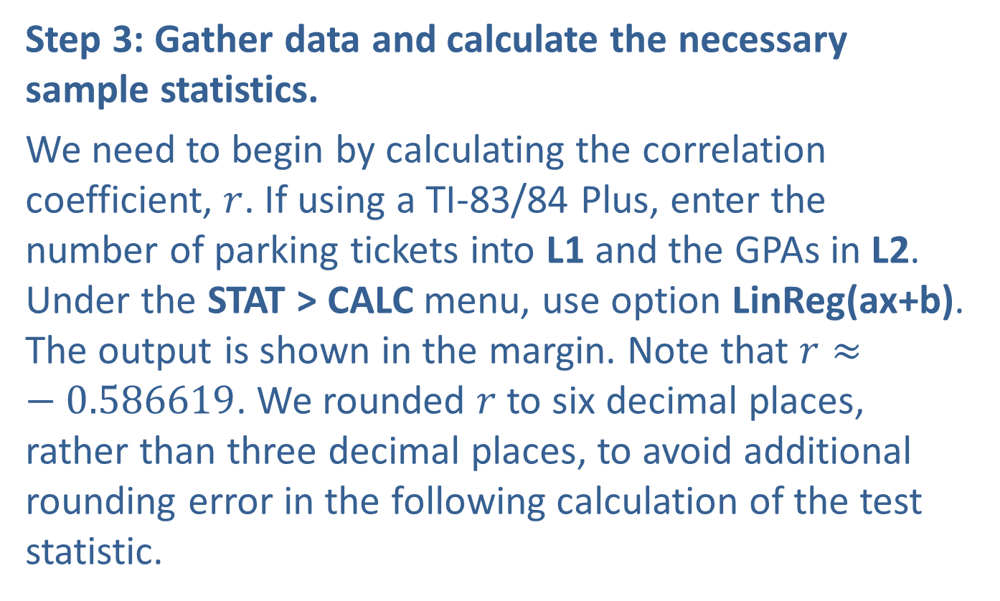 Step 3: Gather data and calculate the necessary
sample statistics.
We need to begin by calculating the correlation
coefficient, r. If using a TI-83/84 Plus, enter the
number of parking tickets into L1 and the GPAs in L2.
Under the STAT > CALC menu, use option LinReg(ax+b).
The output is shown in the margin. Note that r ≈
− 0.586619. We rounded r to six decimal places,
rather than three decimal places, to avoid additional
rounding error in the following calculation of the test
statistic.